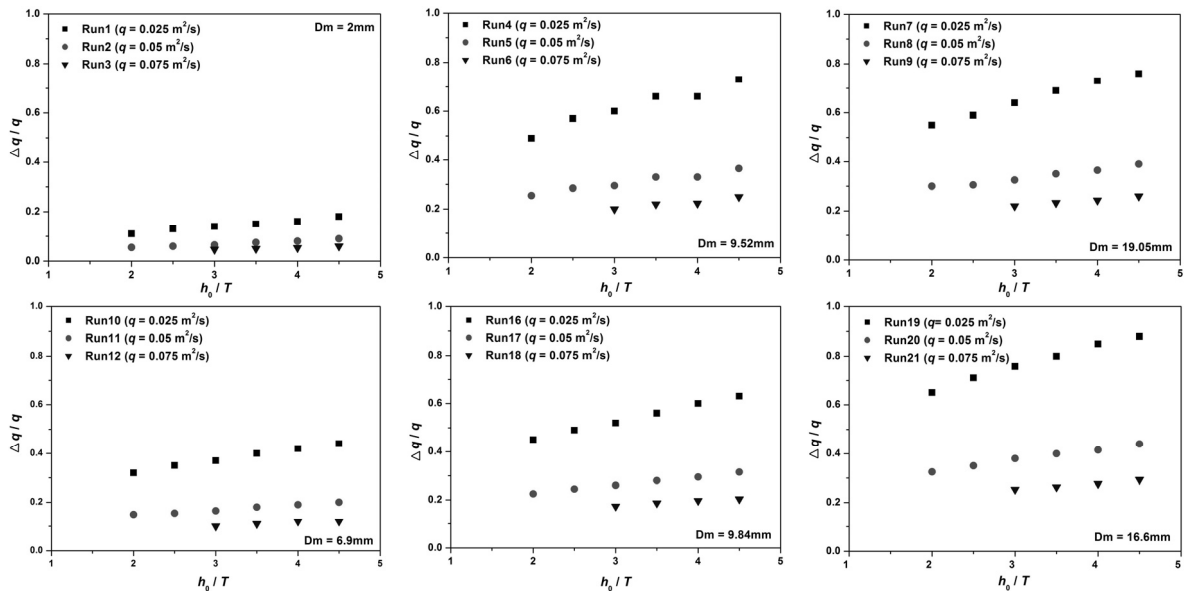 1.0
Run1 (q = 0.025 m²/s)
Dm = 2mm
Run2 (q = 0.05 m²/s)
Run3 (q = 0.075 m²/s)
0.8
0.6
0.4
0.2
0.0
△q / q
1 2 3 4 5
h₀ / T
1.0
Run4 (q = 0.025 m²/s)
Run5 (q = 0.05 m²/s)
Run6 (q = 0.075 m²/s)
0.8
0.6
0.4
0.2
0.0
△q / q
Dm = 9.52mm
1 2 3 4 5
h₀ / T
1.0
Run7 (q = 0.025 m²/s)
Run8 (q = 0.05 m²/s)
Run9 (q = 0.075 m²/s)
0.8
0.6
0.4
0.2
0.0
△q / q
Dm = 19.05mm
1 2 3 4 5
h₀ / T
1.0
Run10 (q = 0.025 m²/s)
Run11 (q = 0.05 m²/s)
Run12 (q = 0.075 m²/s)
0.8
0.6
0.4
0.2
0.0
△q / q
Dm = 6.9mm
1 2 3 4 5
h₀ / T
1.0
Run16 (q = 0.025 m²/s)
Run17 (q = 0.05 m²/s)
Run18 (q = 0.075 m²/s)
0.8
0.6
0.4
0.2
0.0
△q / q
Dm = 9.84mm
1 2 3 4 5
h₀ / T
1.0
Run19 (q= 0.025 m²/s)
Run20 (q = 0.05 m²/s)
Run21 (q = 0.075 m²/s)
0.8
0.6
0.4
0.2
0.0
△q / q
Dm = 16.6mm
1 2 3 4 5
h₀ / T